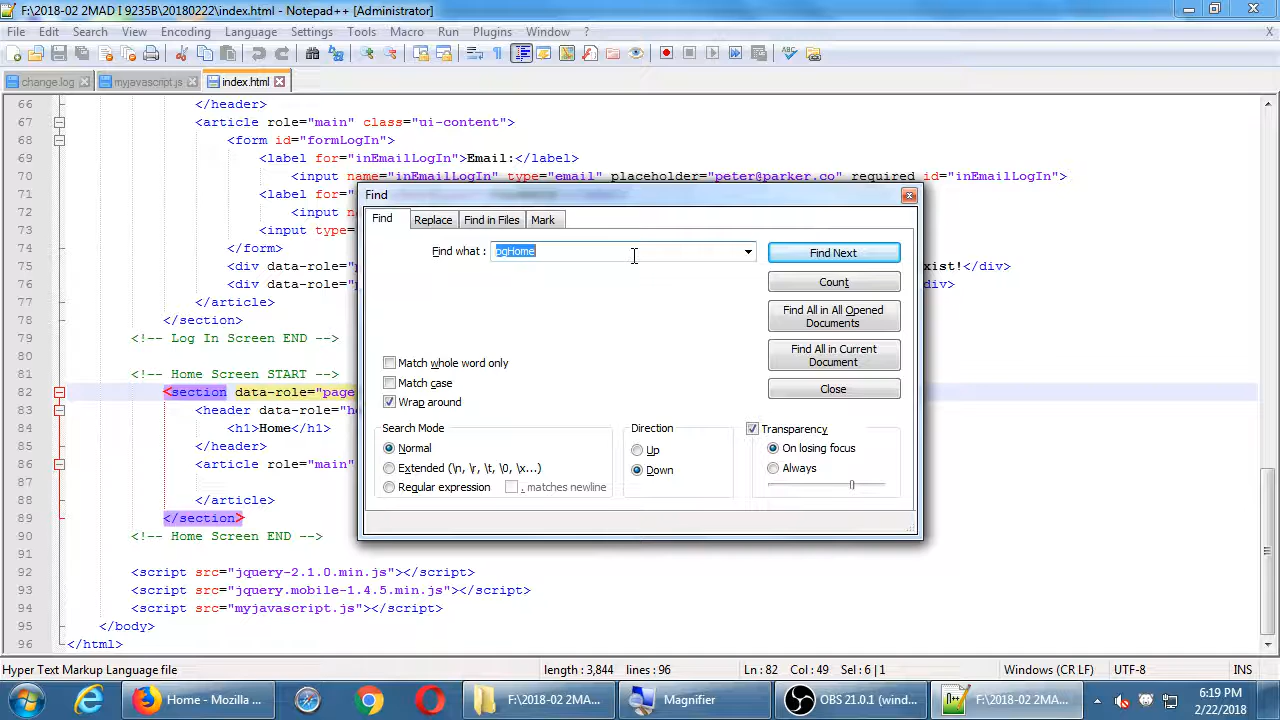 F:\2018-02 2MAD I 9235B\20180222\index.html - Notepad++ [Administrator]
File Edit Search View Encoding Language Settings Tools Macro Run Plugins Window ? X
change.log myjavascript.js index.html
66 </header>
67 <article role="main" class="ui-content">
68 <form id="formLogIn">
69 <label for="inEmailLogIn">Email:</label>
70 <input name="inEmailLogIn" type="email" placeholder="peter@parker.co" required id="inEmailLogIn">
71 <label for="i
72 <input name
73 <input type=
74 </form>
75 <div data-role="p xist!</div>
76 <div data-role="p div>
77 </article>
78 </section>
79 <!-- Log In Screen END -->
80
81 <!-- Home Screen START -->
82 <section data-role="page
83 <header data-role="he
84 <h1>Home</h1>
85 </header>
86 <article role="main"
87
88 </article>
89 </section>
90 <!-- Home Screen END -->
91
92 <script src="jquery-2.1.0.min.js"></script>
93 <script src="jquery.mobile-1.4.5.min.js"></script>
94 <script src="myjavascript.js"></script>
95 </body>
96 </html>
Find
Find Replace Find in Files Mark
Find what : pgHome
Find Next
Count
Find All in All Opened
Documents
Find All in Current
Document
Close
Match whole word only
Match case
Wrap around
Search Mode
Normal
Extended (\n, \r, \t, \0, \x...)
Regular expression . matches newline
Direction
Up
Down
Transparency
On losing focus
Always
Hyper Text Markup Language file length : 3,844 lines : 96 Ln : 82 Col : 49 Sel : 6 | 1 Windows (CR LF) UTF-8 INS
Home - Mozilla ... F:\2018-02 2MA... Magnifier OBS 21.0.1 (wind... F:\2018-02 2MA...
6:19 PM
2/22/2018